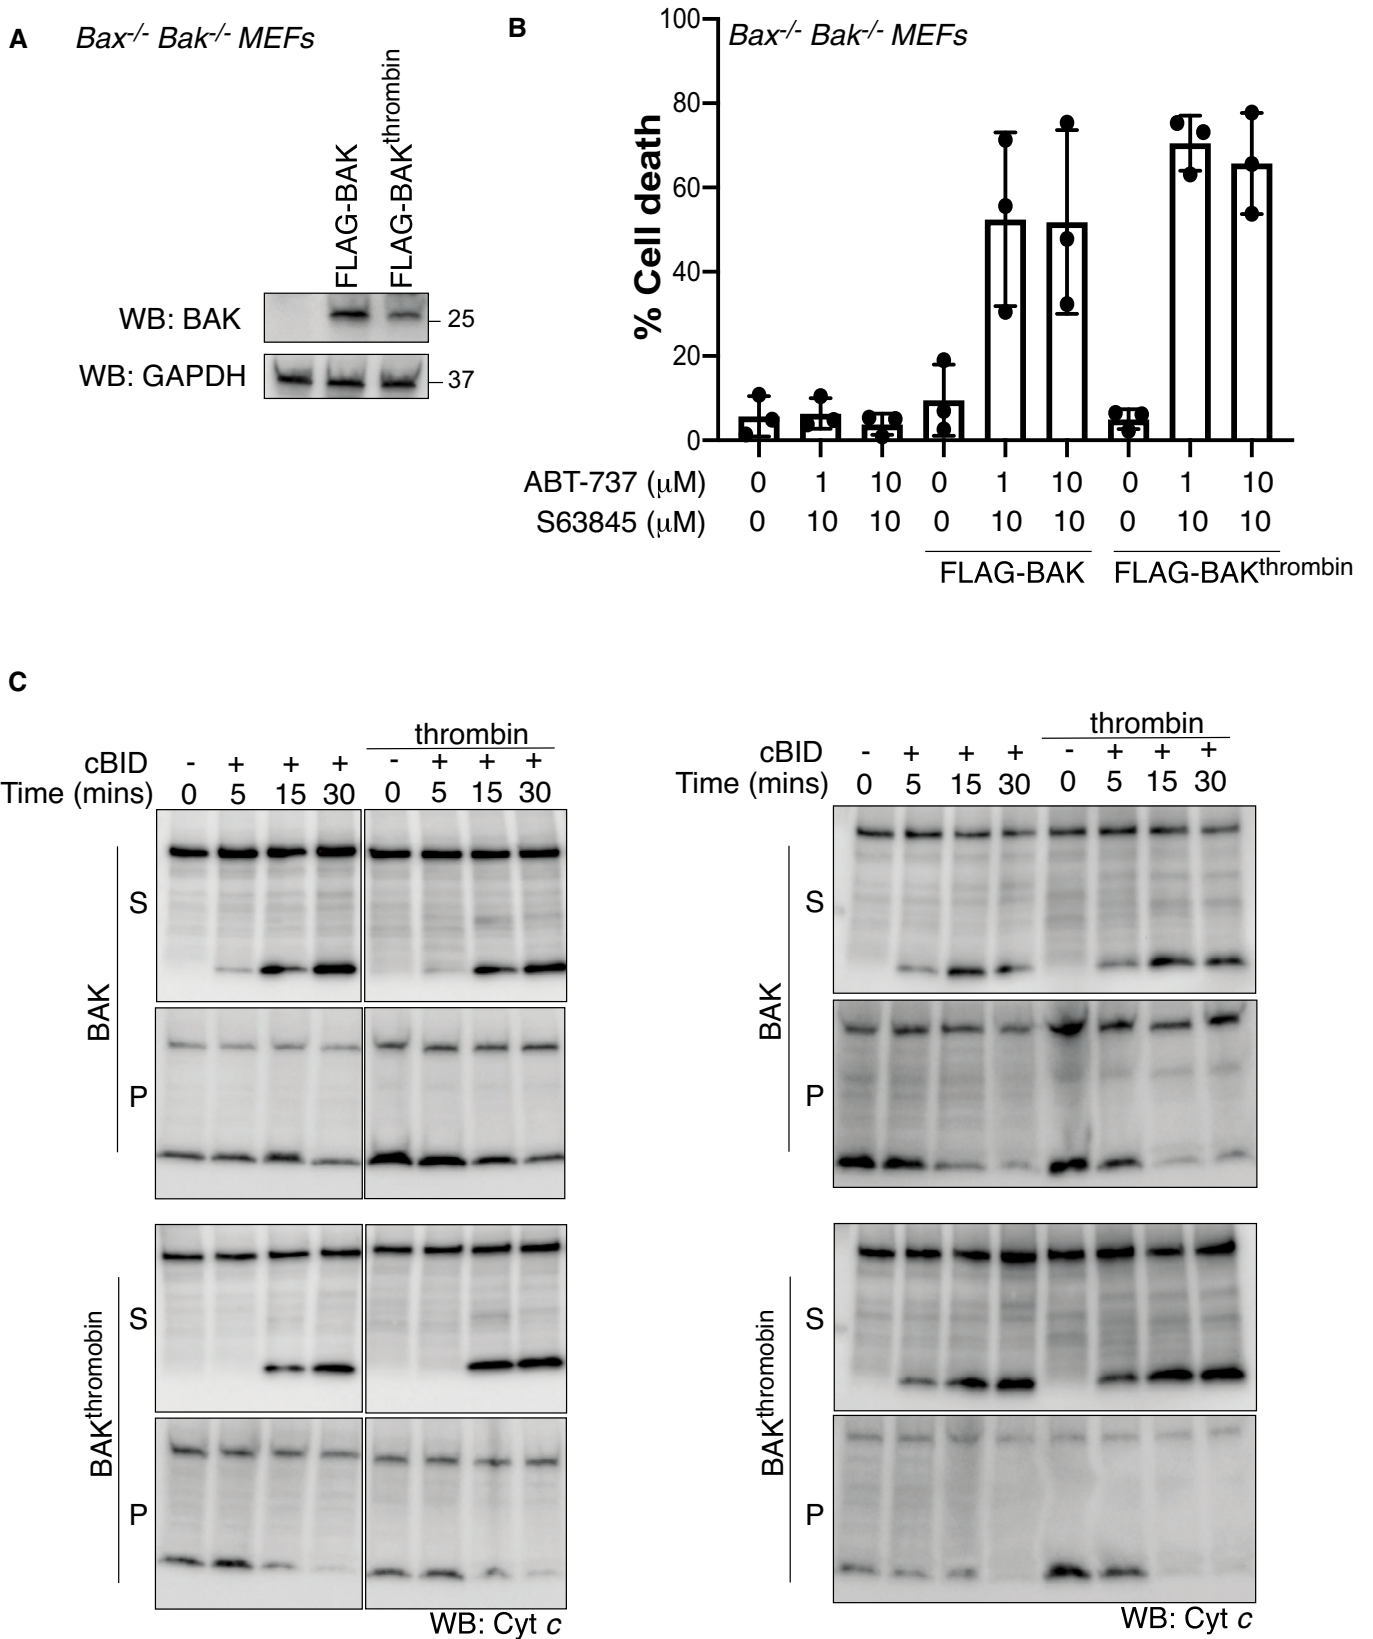 A
Bax-/- Bak-/- MEFs
FLAG-BAK
FLAG-BAKthrombin
WB: BAK
25
WB: GAPDH
37
B
Bax-/- Bak-/- MEFs
% Cell death
100
80
60
40
20
0
ABT-737 (μM) 0 1 10 0 1 10 0 1 10
S63845 (μM) 0 10 10 0 10 10 0 10 10
FLAG-BAK FLAG-BAKthrombin
C
thrombin
cBID - + + + - + + +
Time (mins) 0 5 15 30 0 5 15 30
BAK
S
P
BAKthromobin
S
P
WB: Cyt c
thrombin
cBID - + + + - + + +
Time (mins) 0 5 15 30 0 5 15 30
BAK
S
P
BAKthromobin
S
P
WB: Cyt c